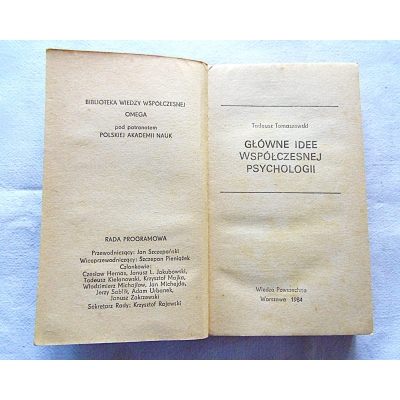 BIBLIOTEKA WIEDZY WSPÓŁCZESNEJ
OMEGA
pod patronatem
POLSKIEJ AKADEMII NAUK
RADA PROGRAMOWA
Przewodniczący: Jan Szczepański
Wiceprzewodniczący: Szczepan Pieniążek
Członkowie:
Czesław Hernas, Janusz L. Jakubowski,
Tadeusz Kielanowski, Krzysztof Majka,
Włodzimierz Michajłow, Jan Michejda,
Jerzy Sablik, Adam Urbanek,
Janusz Zakrzewski
Sekretarz Rady: Krzysztof Rajewski
Tadeusz Tomaszewski
GŁÓWNE IDEE
WSPÓŁCZESNEJ
PSYCHOLOGII
Wiedza Powszechna
Warszawa 1984